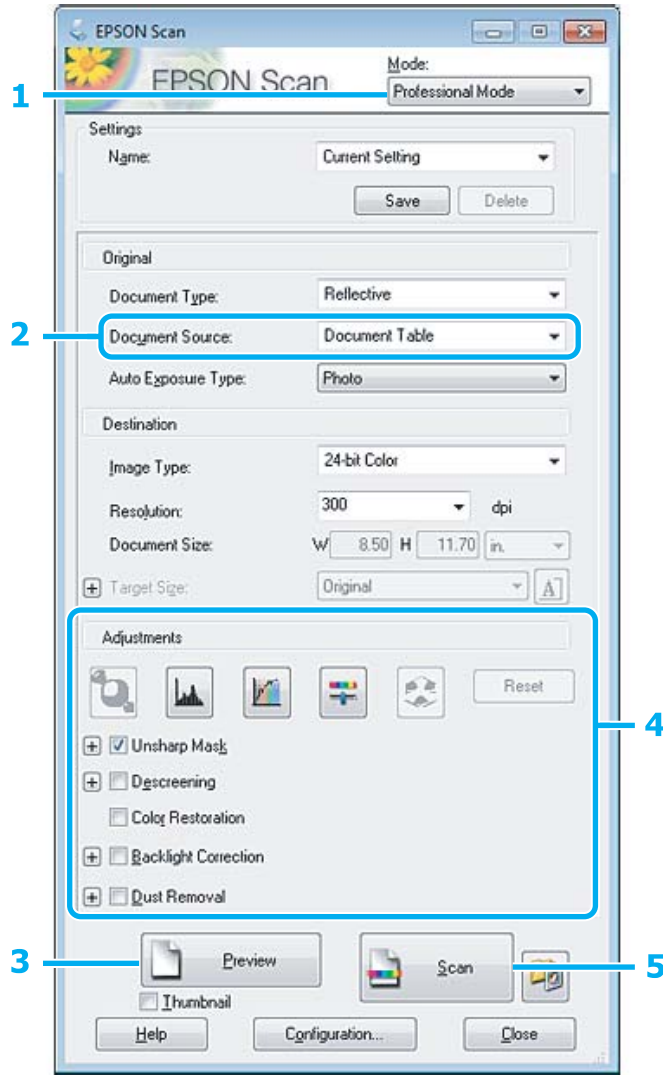 EPSON Scan
EPSON Scan
Mode:
1
Professional Mode
Settings
Name: Current Setting
Save Delete
Original
Document Type: Reflective
2 Document Source: Document Table
Auto Exposure Type: Photo
Destination
Image Type: 24-bit Color
Resolution: 300 dpi
Document Size: W 8.50 H 11.70 in.
Target Size: Original A
Adjustments
Reset
4
Unsharp Mask
Descreening
Color Restoration
Backlight Correction
Dust Removal
3 Preview Scan 5
Thumbnail
Help Configuration... Close